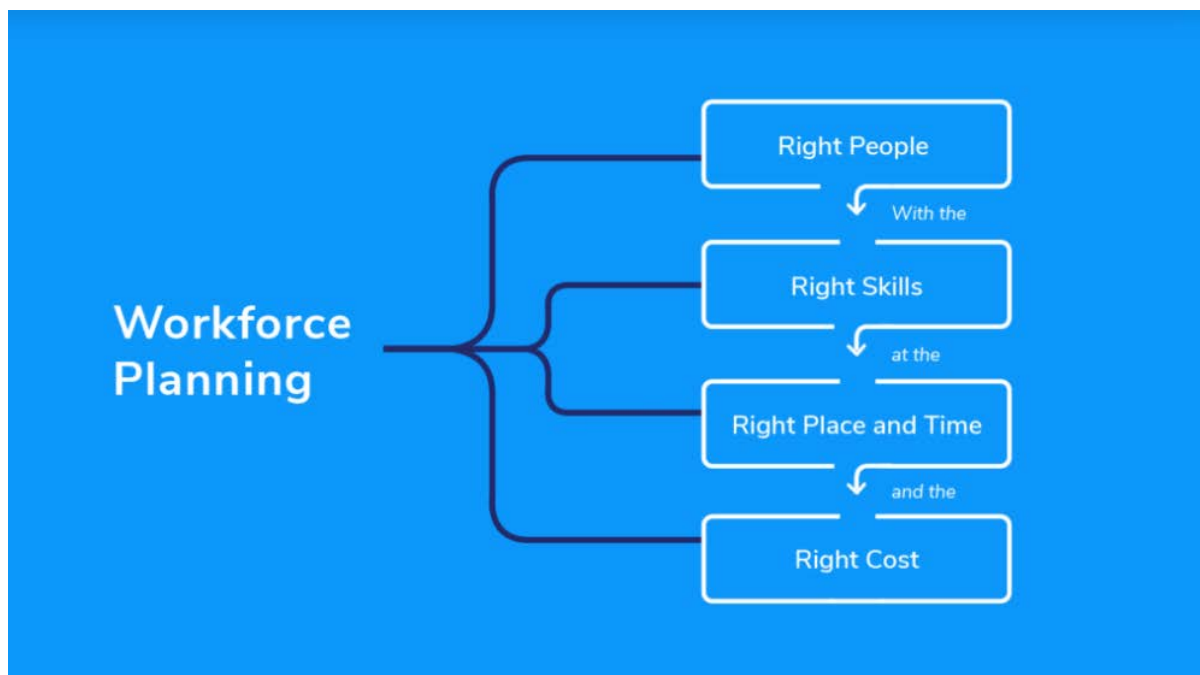 Workforce
Planning
Right People
With the
Right Skills
at the
Right Place and Time
and the
Right Cost